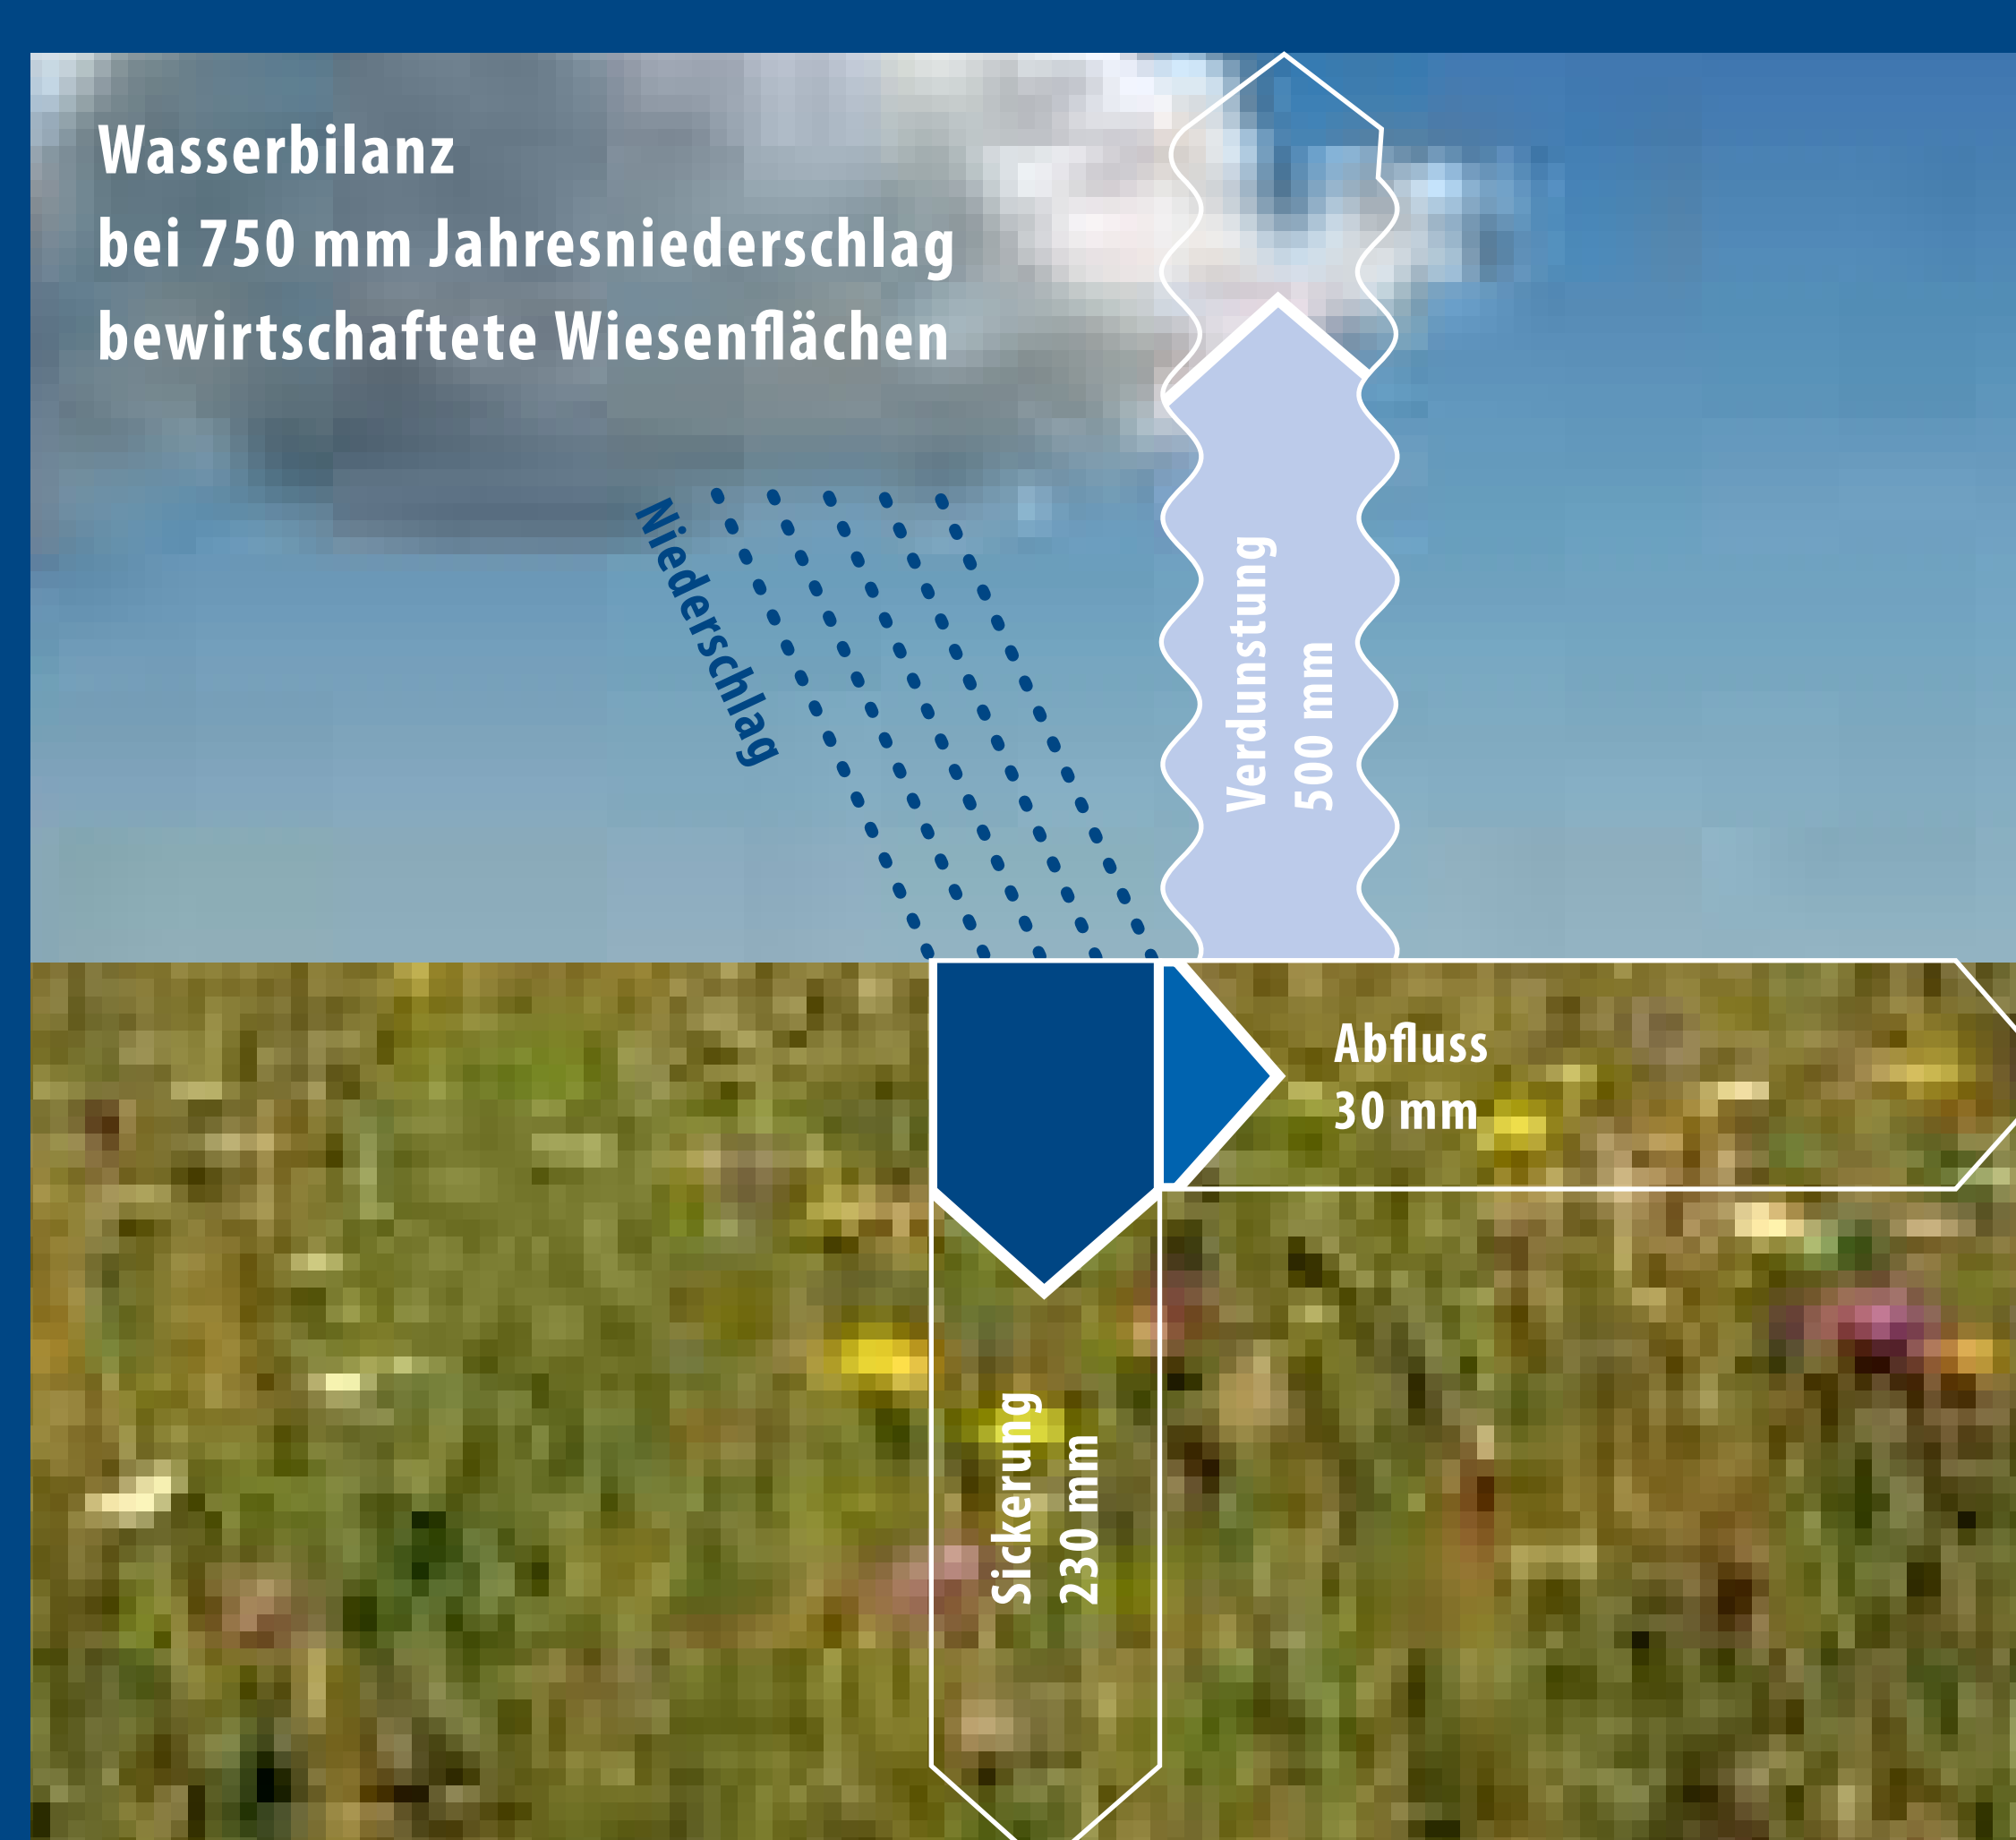 Wasserbilanz
bei 750 mm Jahresniederschlag
bewirtschaftete Wiesenflächen
Niederschlag
Verdunstung
500 mm
Abfluss
30 mm
Sickerung
230 mm